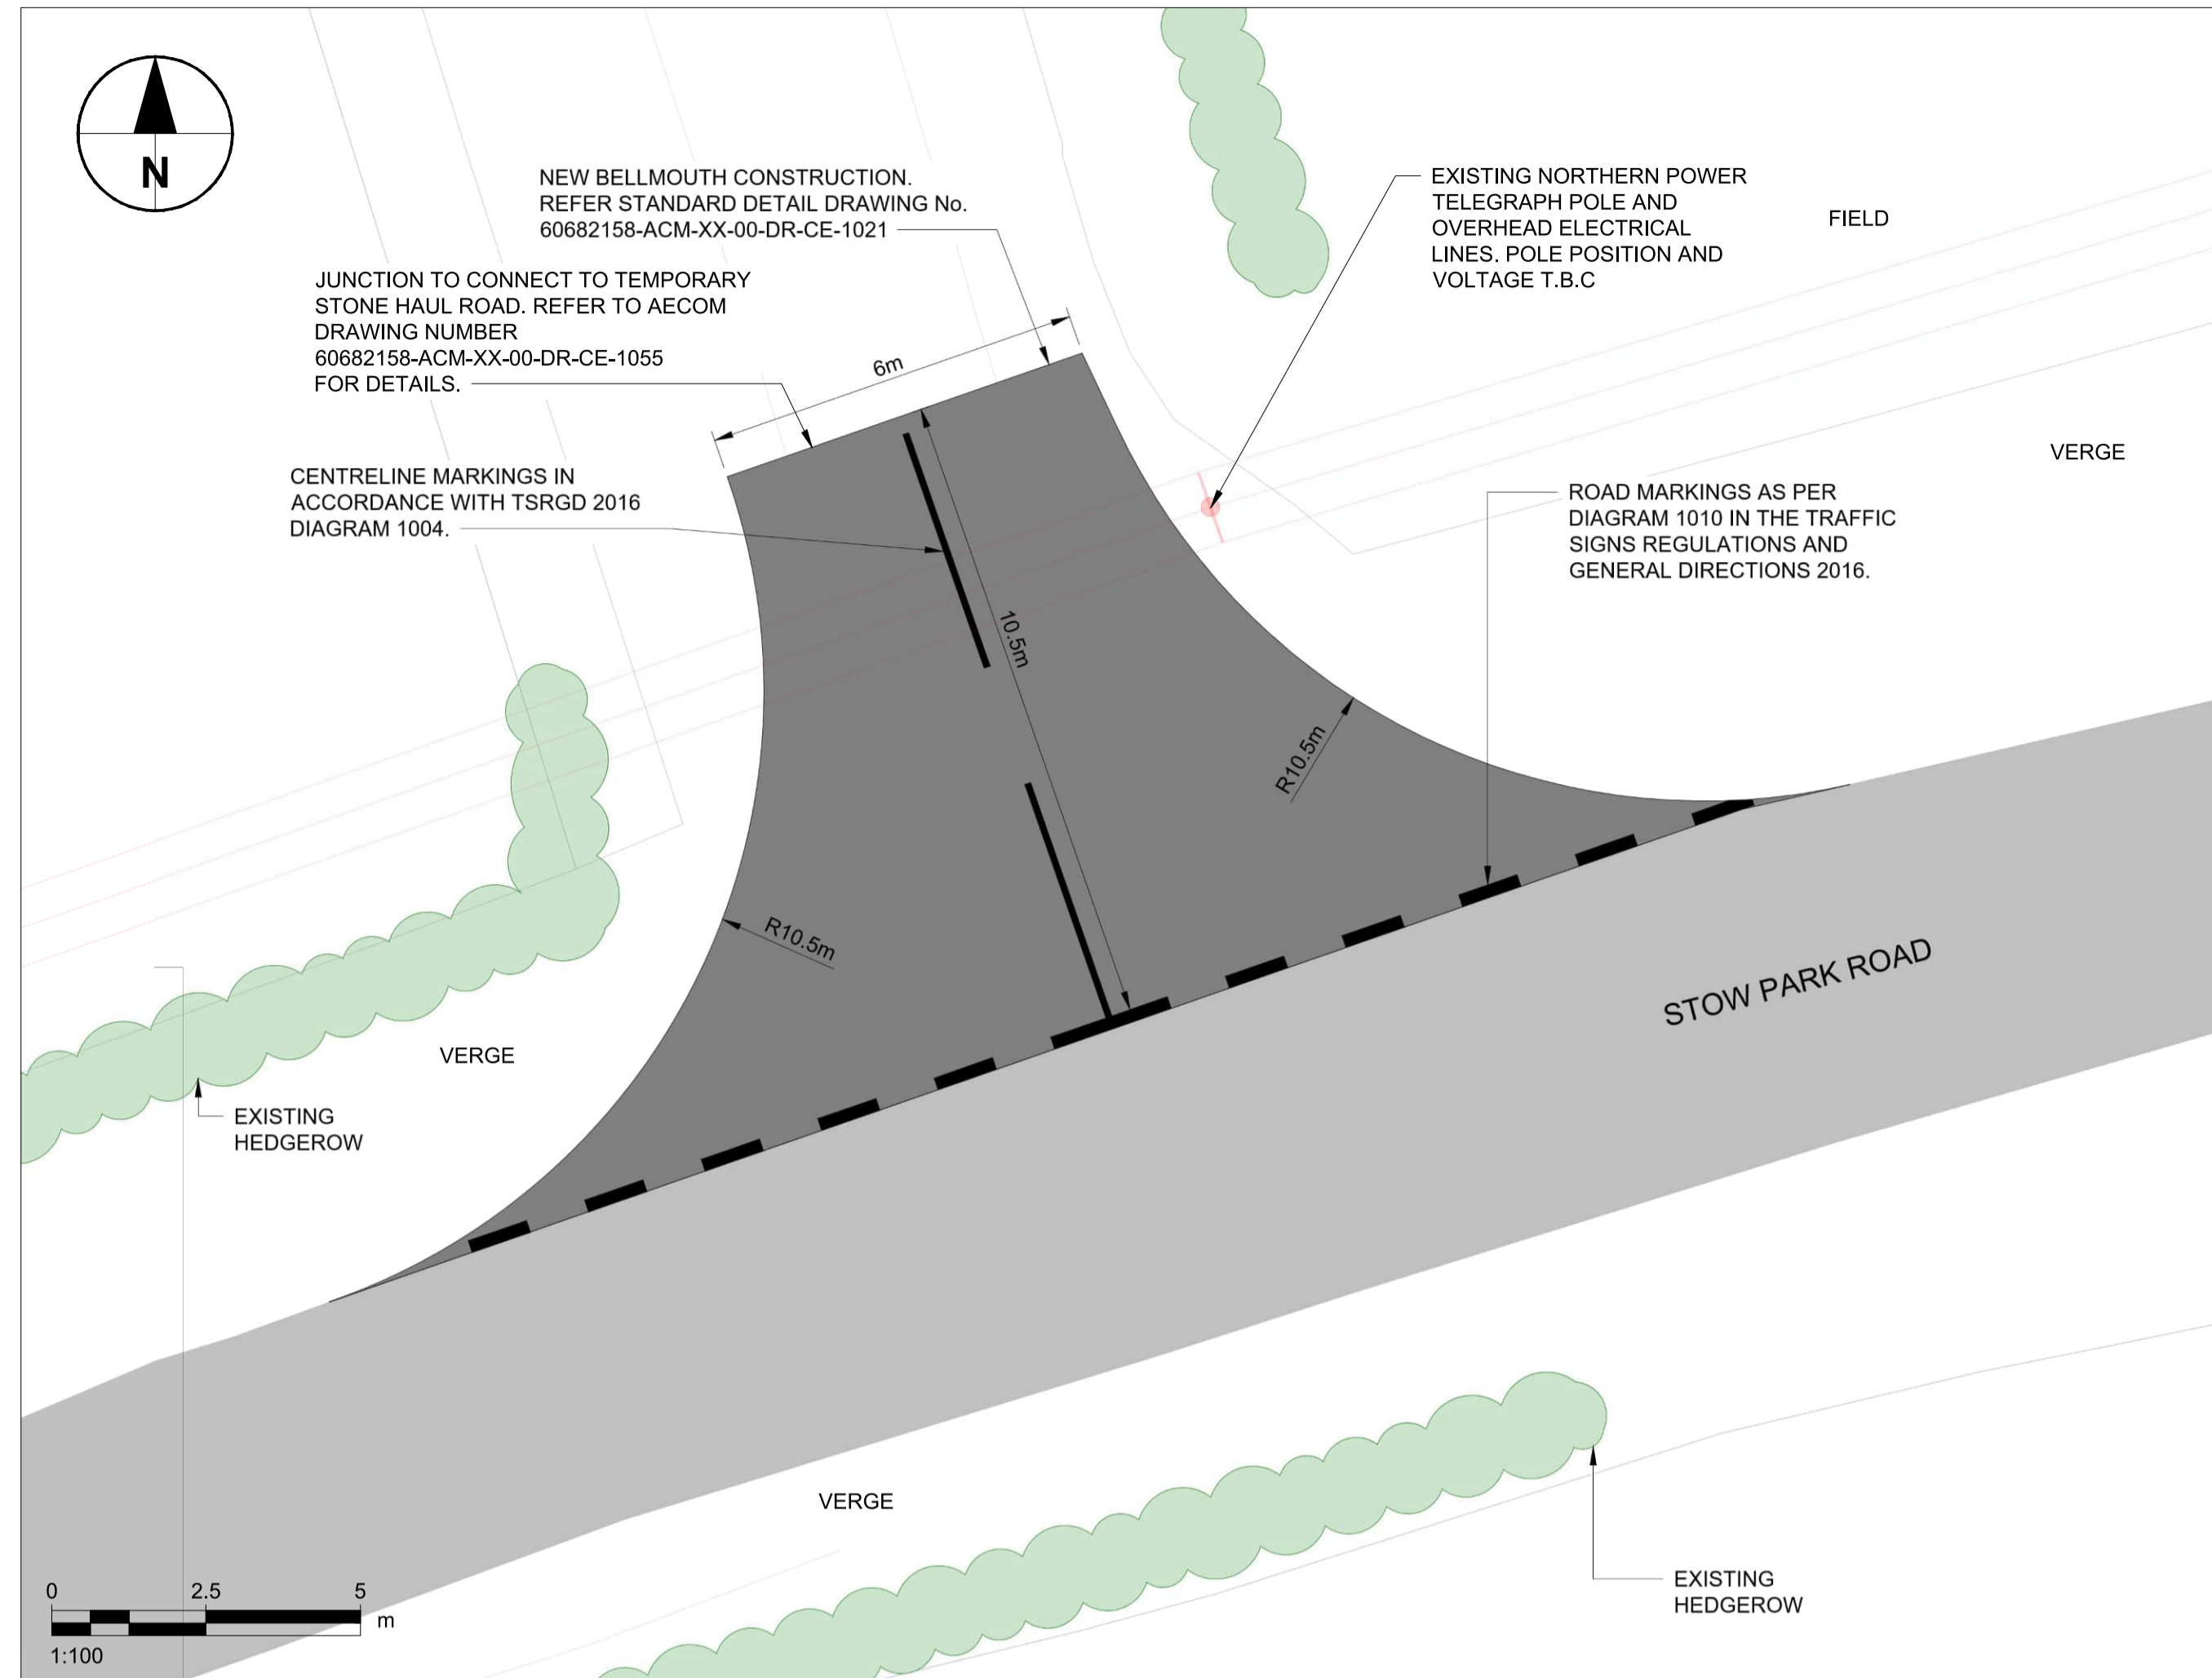 N
NEW BELLMOUTH CONSTRUCTION.
REFER STANDARD DETAIL DRAWING No.
60682158-ACM-XX-00-DR-CE-1021
EXISTING NORTHERN POWER
TELEGRAPH POLE AND
OVERHEAD ELECTRICAL
LINES. POLE POSITION AND
VOLTAGE T.B.C
FIELD
JUNCTION TO CONNECT TO TEMPORARY
STONE HAUL ROAD. REFER TO AECOM
DRAWING NUMBER
60682158-ACM-XX-00-DR-CE-1055
FOR DETAILS.
6m
VERGE
CENTRELINE MARKINGS IN
ACCORDANCE WITH TSRGD 2016
DIAGRAM 1004.
ROAD MARKINGS AS PER
DIAGRAM 1010 IN THE TRAFFIC
SIGNS REGULATIONS AND
GENERAL DIRECTIONS 2016.
10.5m
R10.5m
R10.5m
STOW PARK ROAD
VERGE
EXISTING
HEDGEROW
VERGE
EXISTING
HEDGEROW
0 2.5 5
m
1:100